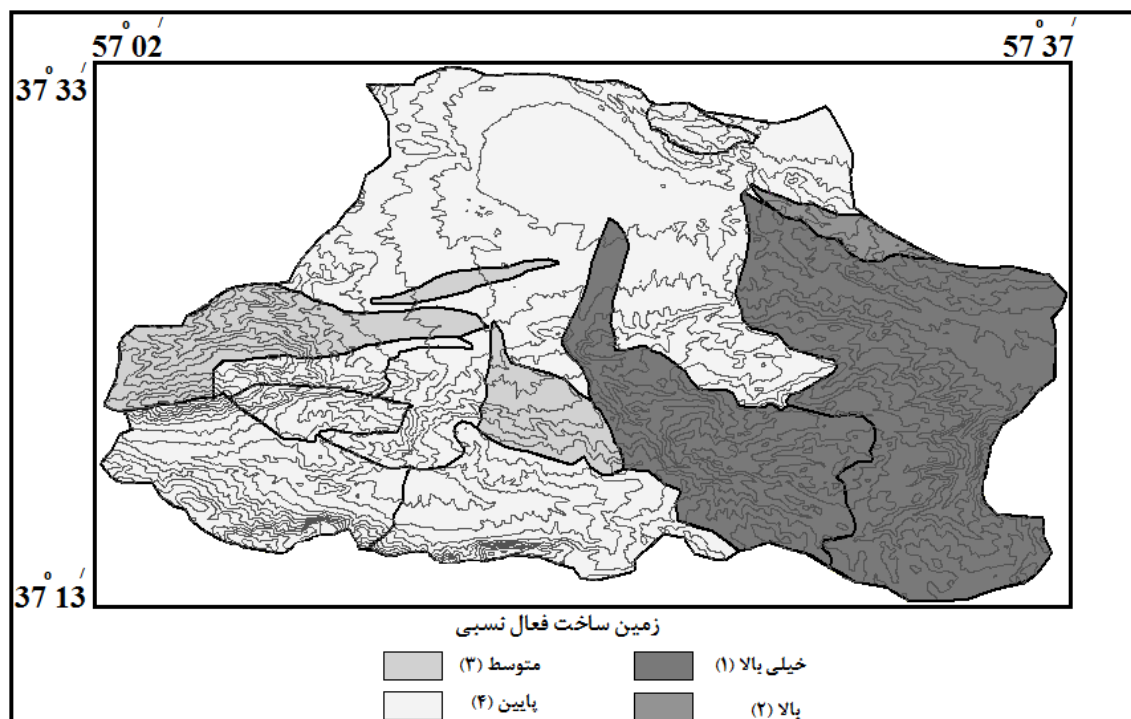 57° 02′ 57° 37′
37° 33′
37° 13′
زمین ساخت فعال نسبی
خیلی بالا (۱) متوسط (۳)
بالا (۲) پایین (۴)